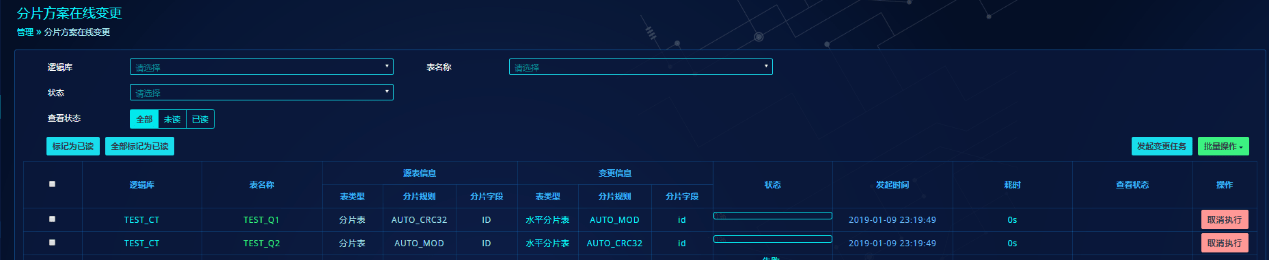 分片方案在线变更
管理 » 分片方案在线变更
逻辑库 请选择 表名称 请选择
状态 请选择
查看状态 全部 未读 已读
标记为已读 全部标记为已读 发起变更任务 批量操作
逻辑库 表名称 源表信息 变更信息 状态 发起时间 耗时 查看状态 操作
表类型 分片规则 分片字段 表类型 分片规则 分片字段
TEST_CT TEST_Q1 分片表 AUTO_CRC32 ID 水平分片表 AUTO_MOD id 2019-01-09 23:19:49 0s 取消执行
TEST_CT TEST_Q2 分片表 AUTO_MOD ID 水平分片表 AUTO_CRC32 id 2019-01-09 23:19:49 0s 取消执行